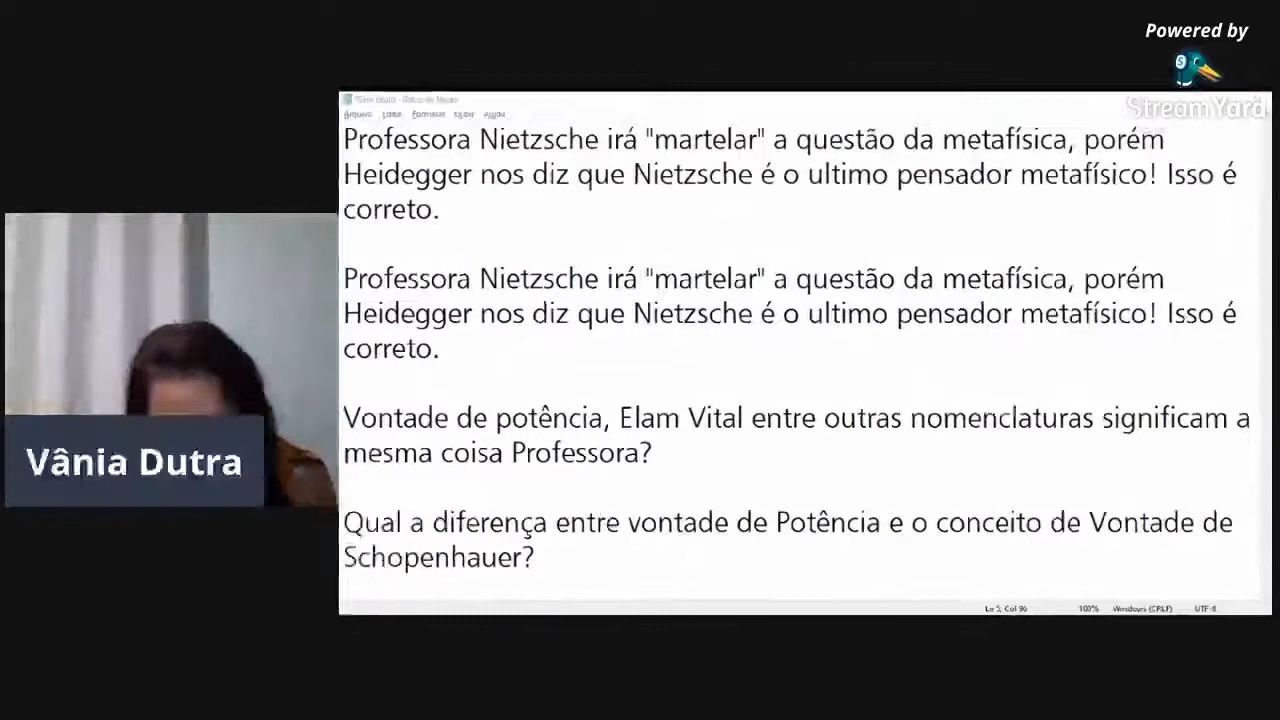 Powered by
StreamYard
Arquivo Editar Formatar Exibir Ajuda
Professora Nietzsche irá "martelar" a questão da metafísica, porém
Heidegger nos diz que Nietzsche é o ultimo pensador metafísico! Isso é
correto.
Professora Nietzsche irá "martelar" a questão da metafísica, porém
Heidegger nos diz que Nietzsche é o ultimo pensador metafísico! Isso é
correto.
Vontade de potência, Elam Vital entre outras nomenclaturas significam a
mesma coisa Professora?
Qual a diferença entre vontade de Potência e o conceito de Vontade de
Schopenhauer?
Vânia Dutra
100% Windows (CRLF) UTF-8